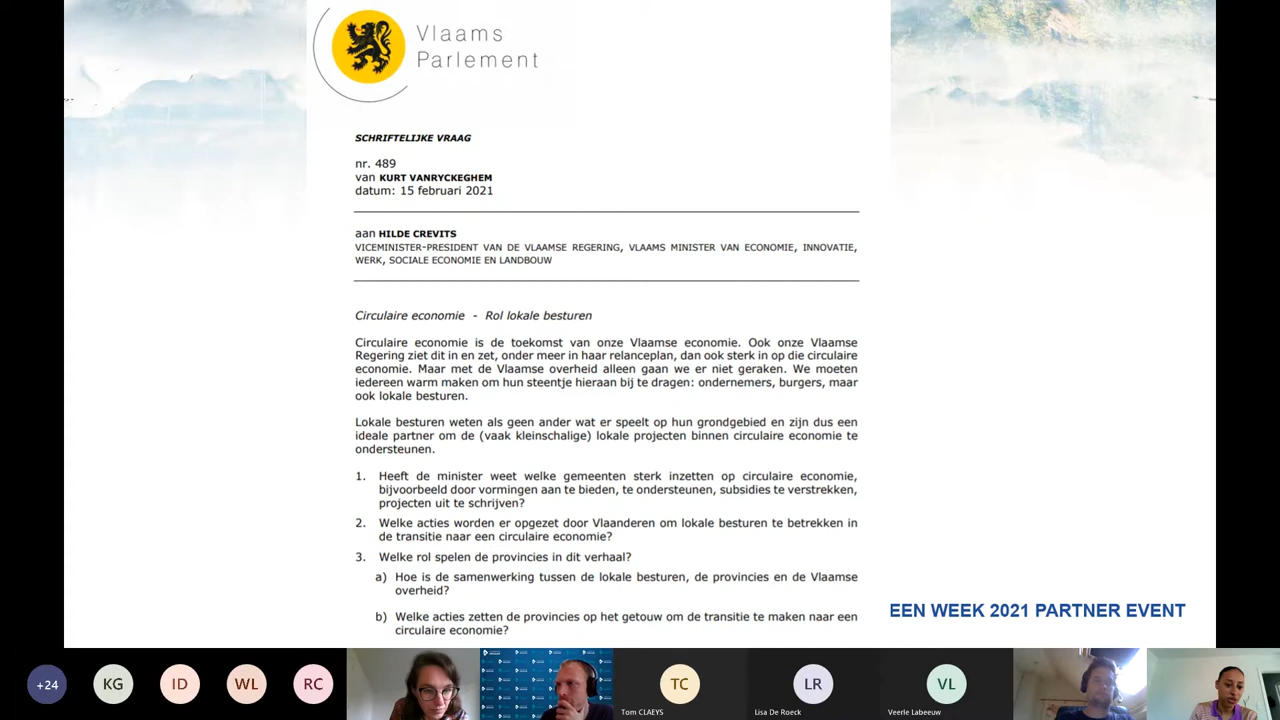 Vlaams
Parlement
SCHRIFTELIJKE VRAAG
nr. 489
van KURT VANRYCKEGHEM
datum: 15 februari 2021
aan HILDE CREVITS
VICEMINISTER-PRESIDENT VAN DE VLAAMSE REGERING, VLAAMS MINISTER VAN ECONOMIE, INNOVATIE,
WERK, SOCIALE ECONOMIE EN LANDBOUW
Circulaire economie - Rol lokale besturen
Circulaire economie is de toekomst van onze Vlaamse economie. Ook onze Vlaamse
Regering ziet dit in en zet, onder meer in haar relanceplan, dan ook sterk in op die circulaire
economie. Maar met de Vlaamse overheid alleen gaan we er niet geraken. We moeten
iedereen warm maken om hun steentje hieraan bij te dragen: ondernemers, burgers, maar
ook lokale besturen.
Lokale besturen weten als geen ander wat er speelt op hun grondgebied en zijn dus een
ideale partner om de (vaak kleinschalige) lokale projecten binnen circulaire economie te
ondersteunen.
1. Heeft de minister weet welke gemeenten sterk inzetten op circulaire economie,
bijvoorbeeld door vormingen aan te bieden, te ondersteunen, subsidies te verstrekken,
projecten uit te schrijven?
2. Welke acties worden er opgezet door Vlaanderen om lokale besturen te betrekken in
de transitie naar een circulaire economie?
3. Welke rol spelen de provincies in dit verhaal?
a) Hoe is de samenwerking tussen de lokale besturen, de provincies en de Vlaamse
overheid?
b) Welke acties zetten de provincies op het getouw om de transitie te maken naar een
circulaire economie?
EEN WEEK 2021 PARTNER EVENT
+24
KG
ID
WL
RC
TC
LR
VL
Tom CLAEYS
Lisa De Roeck
Veerle Labeeuw